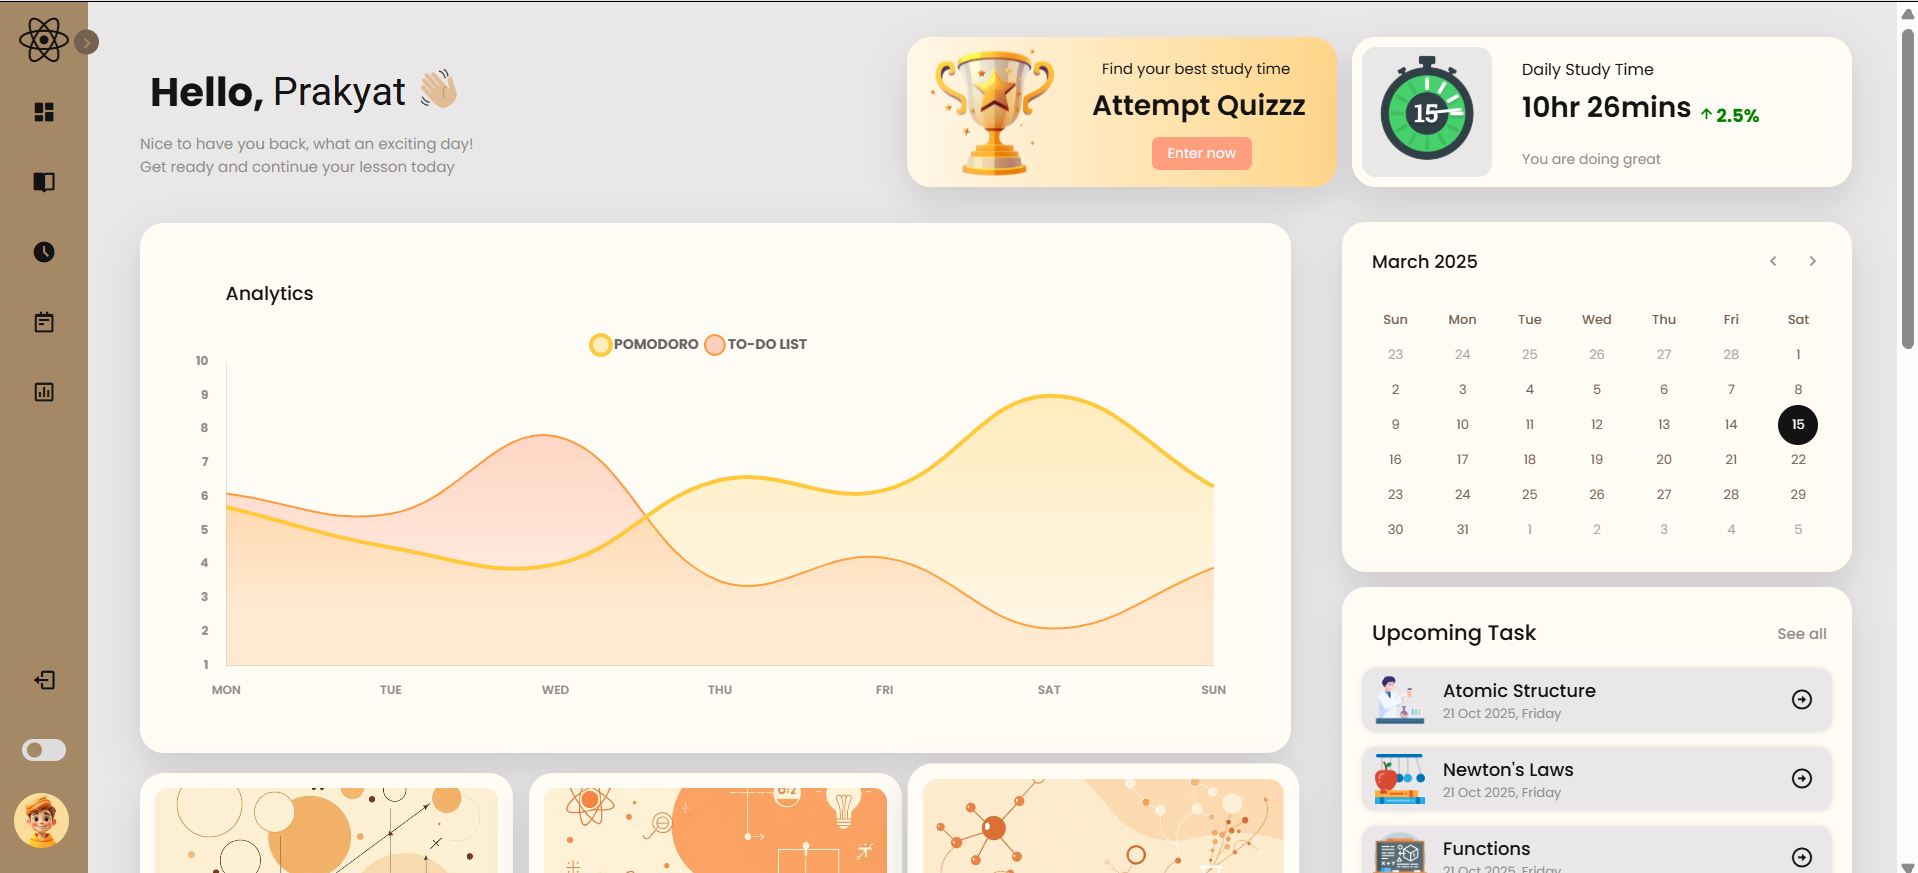 Hello, Prakyat 👋
Nice to have you back, what an exciting day!
Get ready and continue your lesson today
Find your best study time
Attempt Quizzz
Enter now
15
Daily Study Time
10hr 26mins ↑ 2.5%
You are doing great
Analytics
POMODORO TO-DO LIST
10
9
8
7
6
5
4
3
2
1
MON TUE WED THU FRI SAT SUN
March 2025
Sun Mon Tue Wed Thu Fri Sat
23 24 25 26 27 28 1
2 3 4 5 6 7 8
9 10 11 12 13 14 15
16 17 18 19 20 21 22
23 24 25 26 27 28 29
30 31 1 2 3 4 5
Upcoming Task See all
Atomic Structure
21 Oct 2025, Friday
Newton's Laws
21 Oct 2025, Friday
Functions
21 Oct 2025, Friday